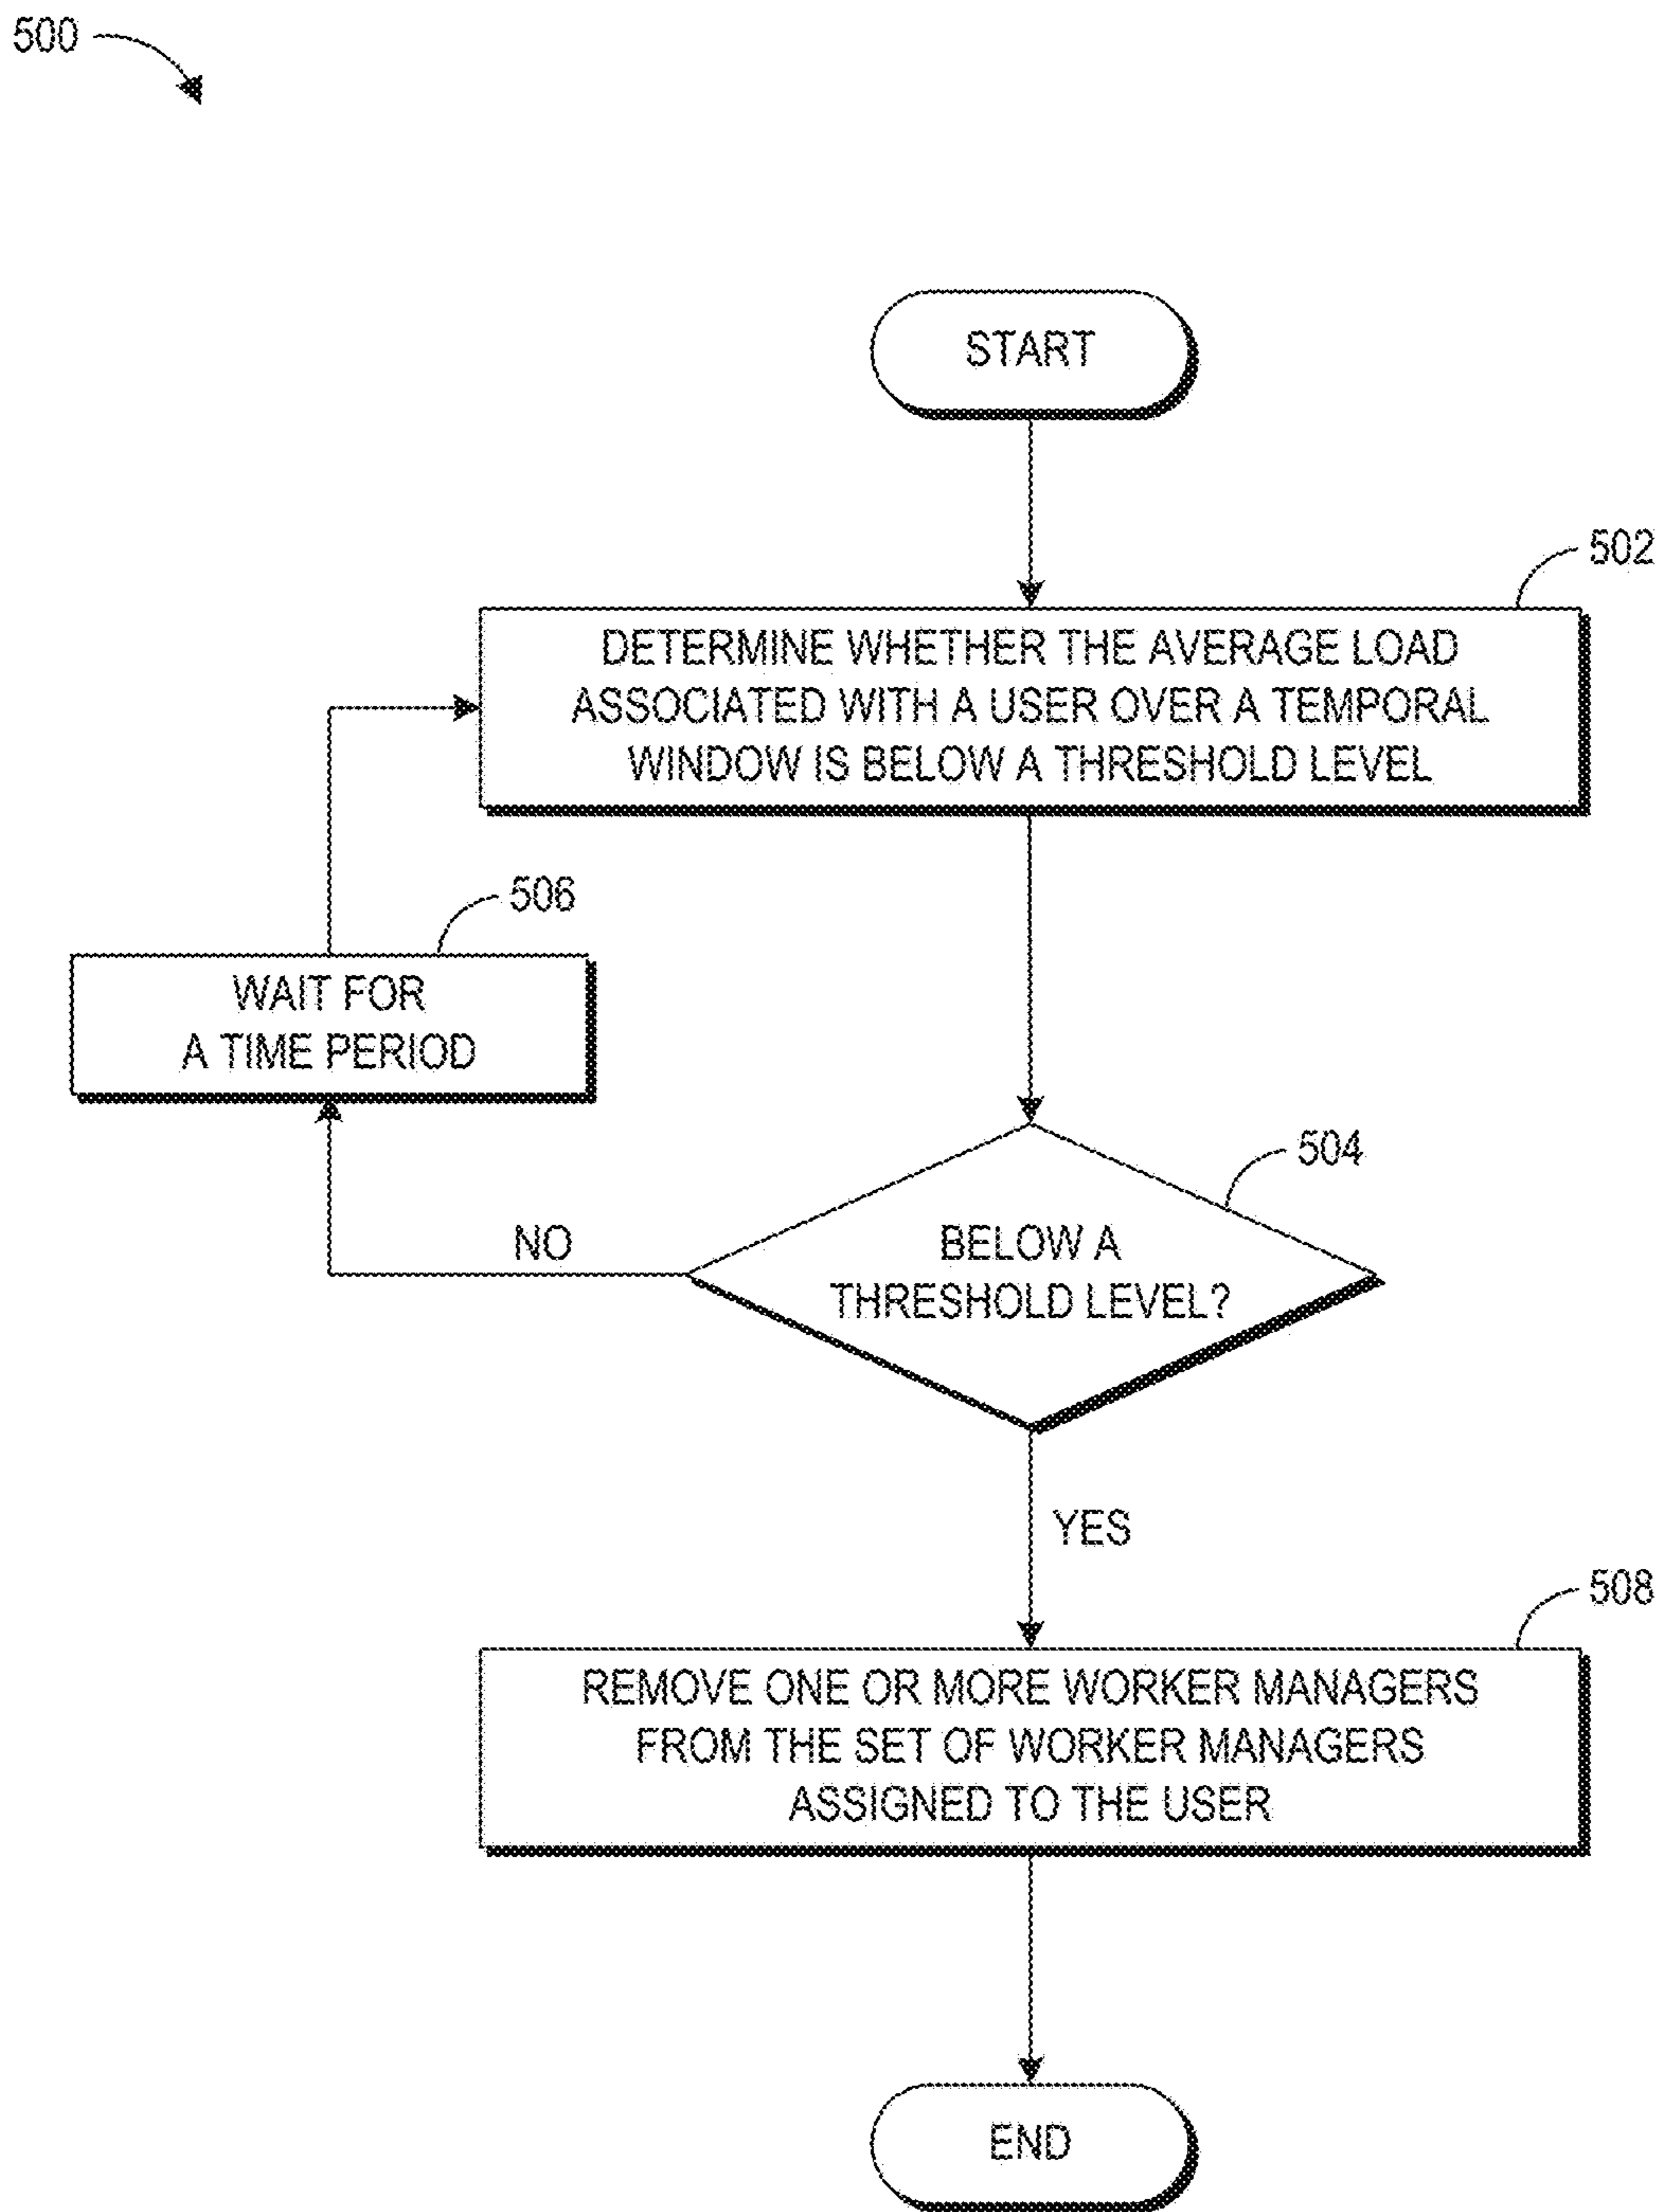 500
START
502
DETERMINE WHETHER THE AVERAGE LOAD
ASSOCIATED WITH A USER OVER A TEMPORAL
WINDOW IS BELOW A THRESHOLD LEVEL
506
WAIT FOR
A TIME PERIOD
504
NO
BELOW A
THRESHOLD LEVEL?
YES
508
REMOVE ONE OR MORE WORKER MANAGERS
FROM THE SET OF WORKER MANAGERS
ASSIGNED TO THE USER
END